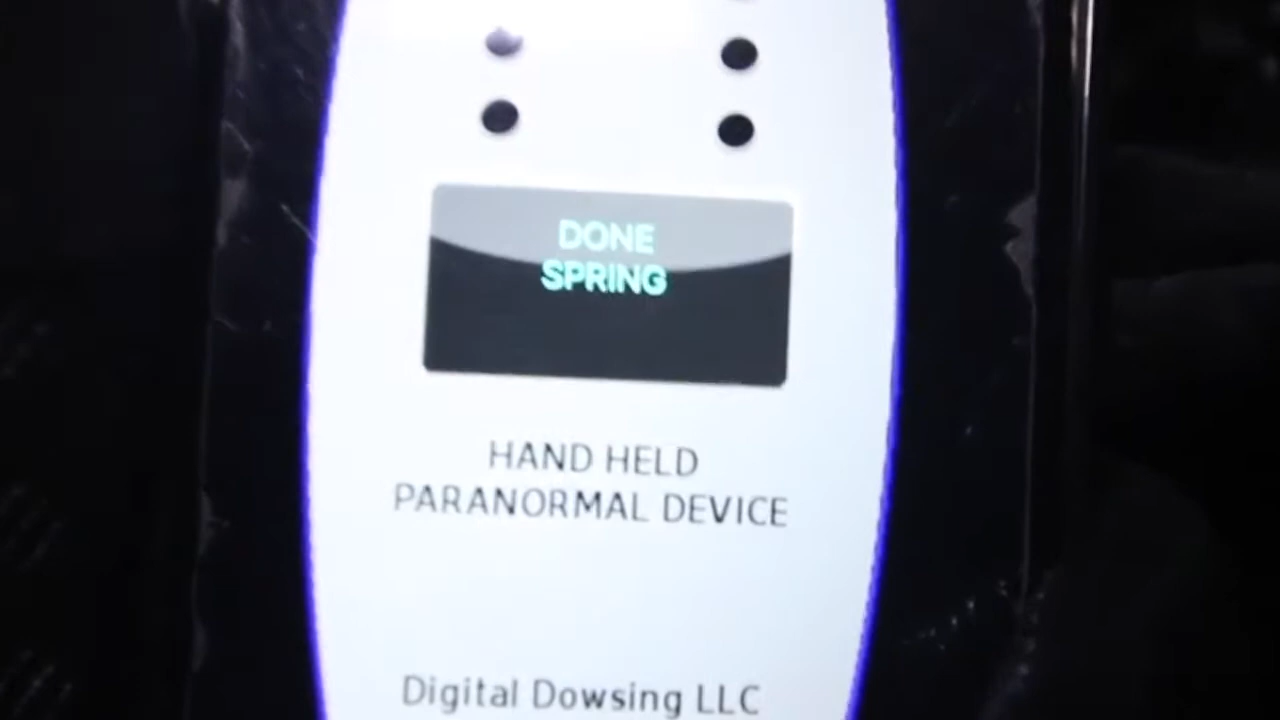 DONE
SPRING
HAND HELD
PARANORMAL DEVICE
Digital Dowsing LLC